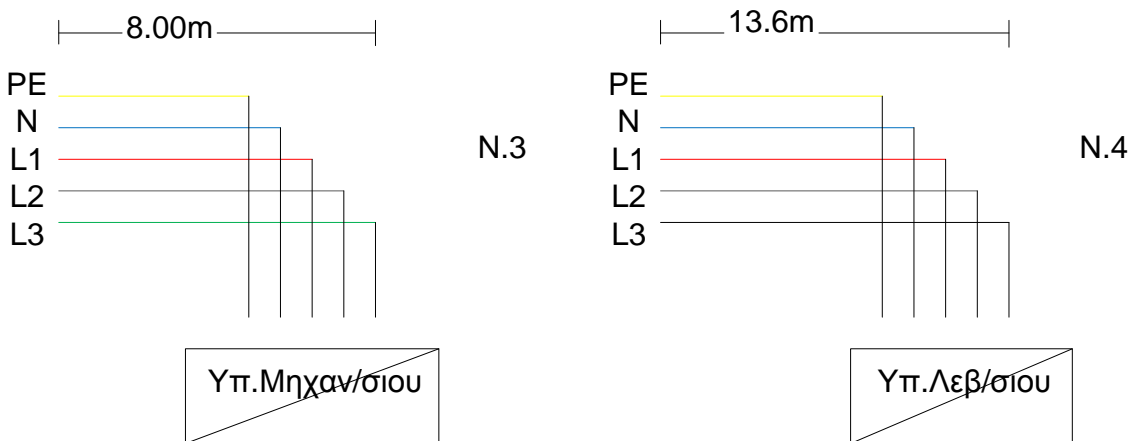 8.00m
PE
N
L1
L2
L3
N.3
Υπ.Μηχαν/σιου
13.6m
PE
N
L1
L2
L3
N.4
Υπ.Λεβ/σιου